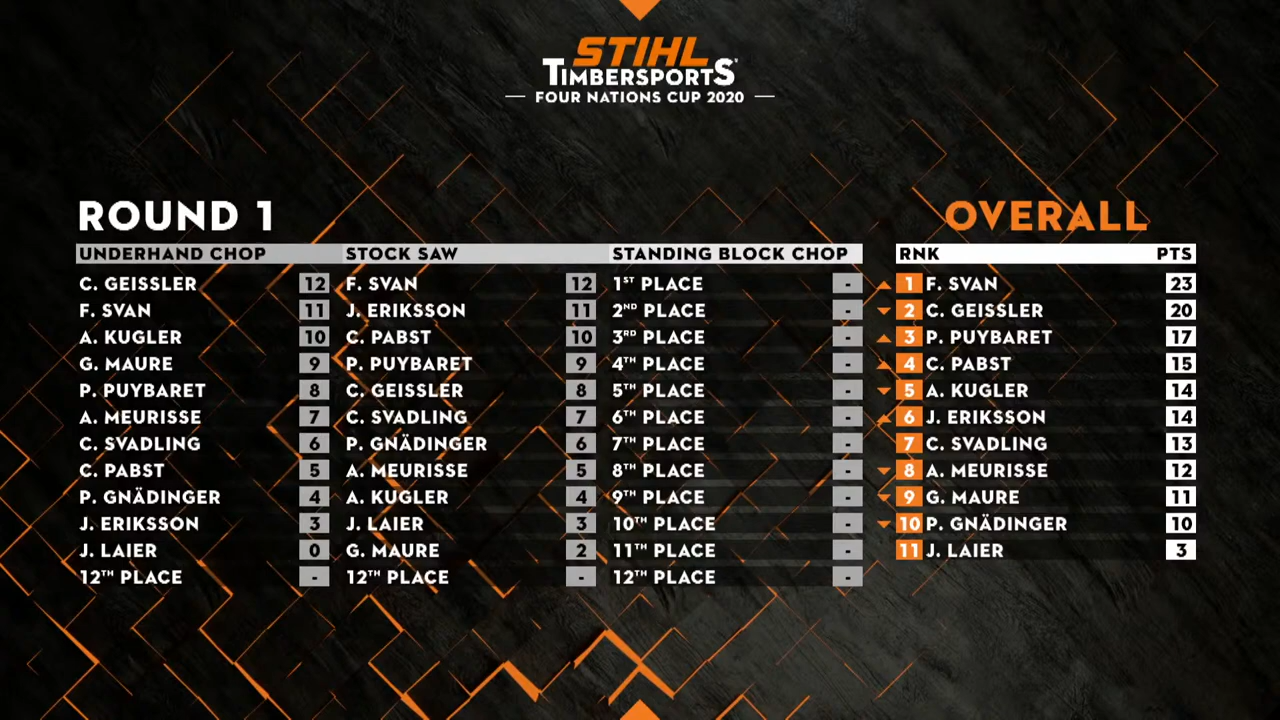 STIHL
TIMBERSPORTS®
FOUR NATIONS CUP 2020
ROUND 1
UNDERHAND CHOP
C. GEISSLER 12
F. SVAN 11
A. KUGLER 10
G. MAURE 9
P. PUYBARET 8
A. MEURISSE 7
C. SVADLING 6
C. PABST 5
P. GNÄDINGER 4
J. ERIKSSON 3
J. LAIER 0
12TH PLACE -
STOCK SAW
F. SVAN 12
J. ERIKSSON 11
C. PABST 10
P. PUYBARET 9
C. GEISSLER 8
C. SVADLING 7
P. GNÄDINGER 6
A. MEURISSE 5
A. KUGLER 4
J. LAIER 3
G. MAURE 2
12TH PLACE -
STANDING BLOCK CHOP
1ST PLACE -
2ND PLACE -
3RD PLACE -
4TH PLACE -
5TH PLACE -
6TH PLACE -
7TH PLACE -
8TH PLACE -
9TH PLACE -
10TH PLACE -
11TH PLACE -
12TH PLACE -
OVERALL
RNK PTS
1 F. SVAN 23
2 C. GEISSLER 20
3 P. PUYBARET 17
4 C. PABST 15
5 A. KUGLER 14
6 J. ERIKSSON 14
7 C. SVADLING 13
8 A. MEURISSE 12
9 G. MAURE 11
10 P. GNÄDINGER 10
11 J. LAIER 3